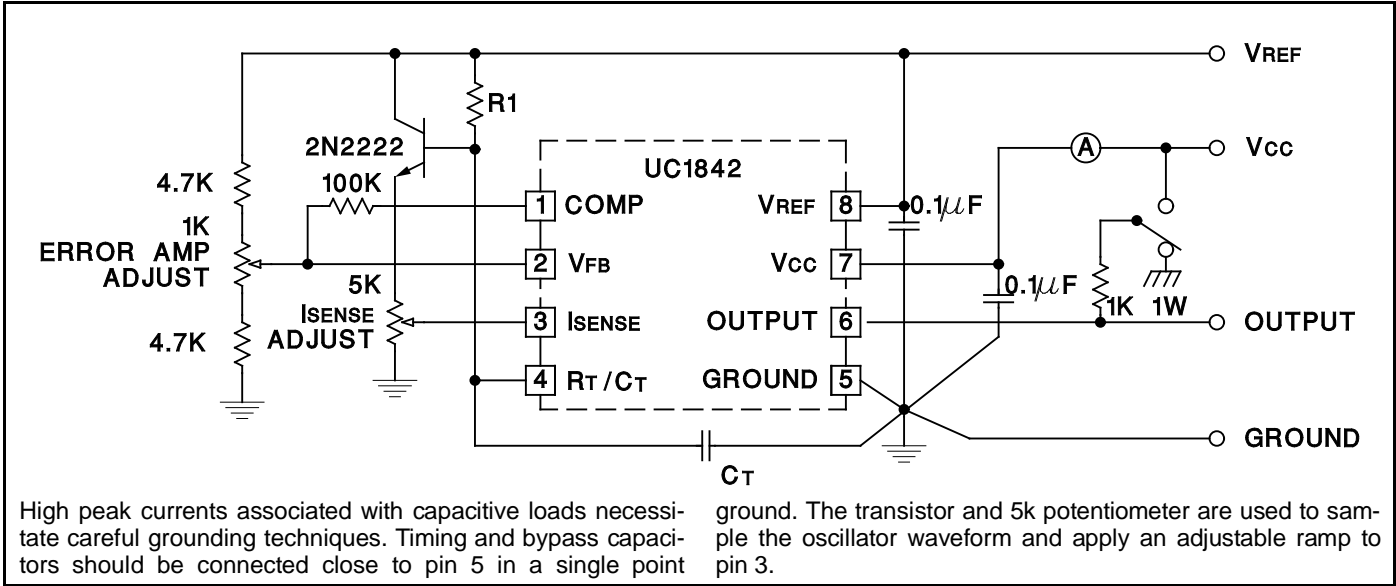 VREF
R1
A
VCC
2N2222
UC1842
4.7K
100K
1 COMP
VREF 8
0.1μF
1K
ERROR AMP
ADJUST
2 VFB
VCC 7
0.1μF
5K
ISENSE
ADJUST
3 ISENSE
OUTPUT 6
1K 1W
OUTPUT
4.7K
4 RT/CT
GROUND 5
GROUND
CT
High peak currents associated with capacitive loads necessi-
tate careful grounding techniques. Timing and bypass capaci-
tors should be connected close to pin 5 in a single point
ground. The transistor and 5k potentiometer are used to sam-
ple the oscillator waveform and apply an adjustable ramp to
pin 3.